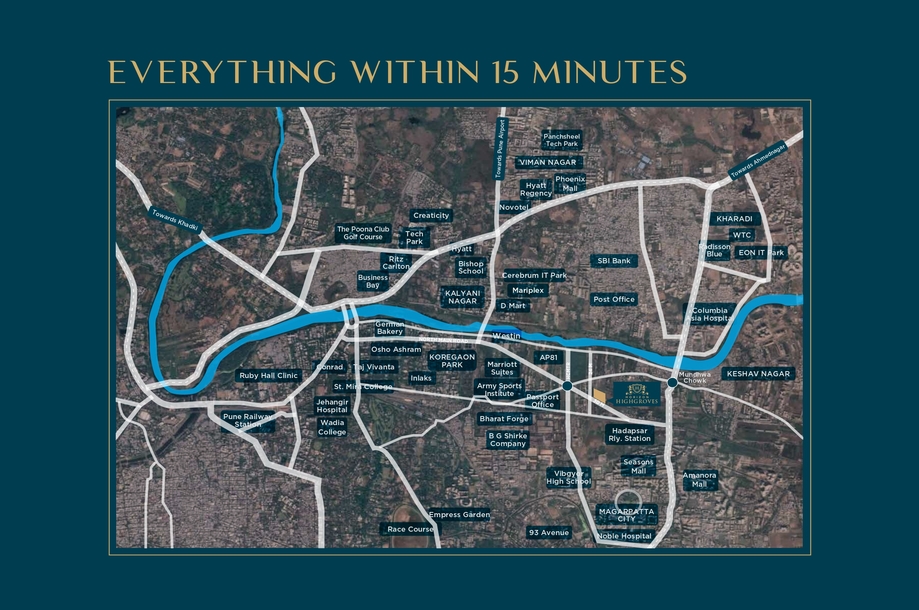 EVERYTHING WITHIN 15 MINUTES
Towards Pune Airport
Panchsheel
Tech Park
VIMAN NAGAR
Towards Ahmednagar
Hyatt
Regency
Phoenix
Mall
Novotel
Towards Khadki
Creaticity
The Poona Club
Golf Course
Tech
Park
Hyatt
KHARADI
WTC
Radisson
Blue
EON IT Park
Ritz
Carlton
Bishop
School
SBI Bank
Business
Bay
Cerebrum IT Park
KALYANI
NAGAR
Mariplex
D Mart
Post Office
Columbia
Asia Hospital
German
Bakery
Westin
Osho Ashram
KOREGAON
PARK
AP81
Conrad
Taj Vivanta
Marriott
Suites
Ruby Hall Clinic
Inlaks
Mundhwa
Chowk
KESHAV NAGAR
St. Mira College
Army Sports
Institute
Passport
Office
HIGHGROVES
Jehangir
Hospital
Pune Railway
Station
Wadia
College
Bharat Forge
B G Shirke
Company
Hadapsar
Rly. Station
Seasons
Mall
Vibgyor
High School
Amanora
Mall
Empress Garden
MAGARPATTA
CITY
Race Course
93 Avenue
Noble Hospital